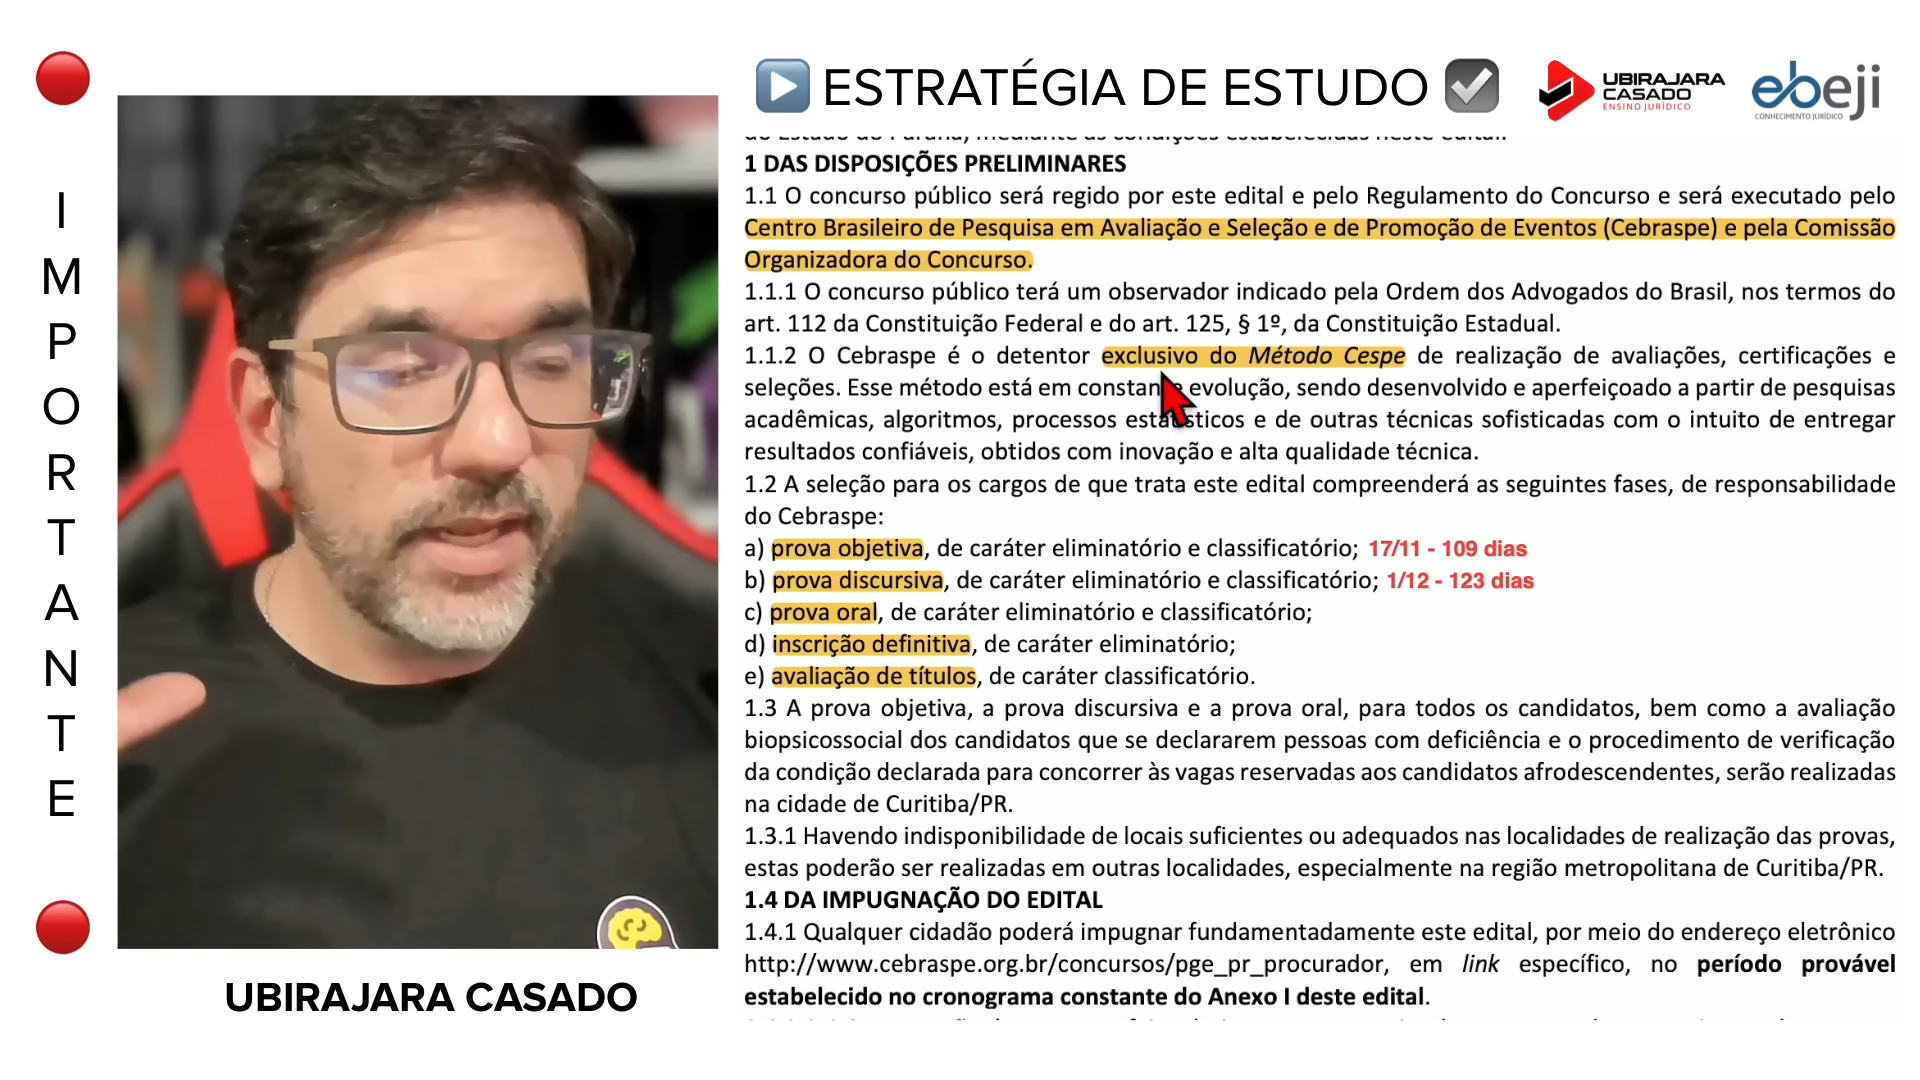 ESTRATÉGIA DE ESTUDO
UBIRAJARA
CASADO
ENSINO JURÍDICO
ebeji
CONHECIMENTO JURÍDICO
IMPORTANTE
do Estado do Paraná, mediante as condições estabelecidas neste edital.
1 DAS DISPOSIÇÕES PRELIMINARES
1.1 O concurso público será regido por este edital e pelo Regulamento do Concurso e será executado pelo
Centro Brasileiro de Pesquisa em Avaliação e Seleção e de Promoção de Eventos (Cebraspe) e pela Comissão
Organizadora do Concurso.
1.1.1 O concurso público terá um observador indicado pela Ordem dos Advogados do Brasil, nos termos do
art. 112 da Constituição Federal e do art. 125, § 1º, da Constituição Estadual.
1.1.2 O Cebraspe é o detentor exclusivo do Método Cespe de realização de avaliações, certificações e
seleções. Esse método está em constante evolução, sendo desenvolvido e aperfeiçoado a partir de pesquisas
acadêmicas, algoritmos, processos estatísticos e de outras técnicas sofisticadas com o intuito de entregar
resultados confiáveis, obtidos com inovação e alta qualidade técnica.
1.2 A seleção para os cargos de que trata este edital compreenderá as seguintes fases, de responsabilidade
do Cebraspe:
a) prova objetiva, de caráter eliminatório e classificatório; 17/11 - 109 dias
b) prova discursiva, de caráter eliminatório e classificatório; 1/12 - 123 dias
c) prova oral, de caráter eliminatório e classificatório;
d) inscrição definitiva, de caráter eliminatório;
e) avaliação de títulos, de caráter classificatório.
1.3 A prova objetiva, a prova discursiva e a prova oral, para todos os candidatos, bem como a avaliação
biopsicossocial dos candidatos que se declararem pessoas com deficiência e o procedimento de verificação
da condição declarada para concorrer às vagas reservadas aos candidatos afrodescendentes, serão realizadas
na cidade de Curitiba/PR.
1.3.1 Havendo indisponibilidade de locais suficientes ou adequados nas localidades de realização das provas,
estas poderão ser realizadas em outras localidades, especialmente na região metropolitana de Curitiba/PR.
1.4 DA IMPUGNAÇÃO DO EDITAL
1.4.1 Qualquer cidadão poderá impugnar fundamentadamente este edital, por meio do endereço eletrônico
http://www.cebraspe.org.br/concursos/pge_pr_procurador, em link específico, no período provável
estabelecido no cronograma constante do Anexo I deste edital.
UBIRAJARA CASADO